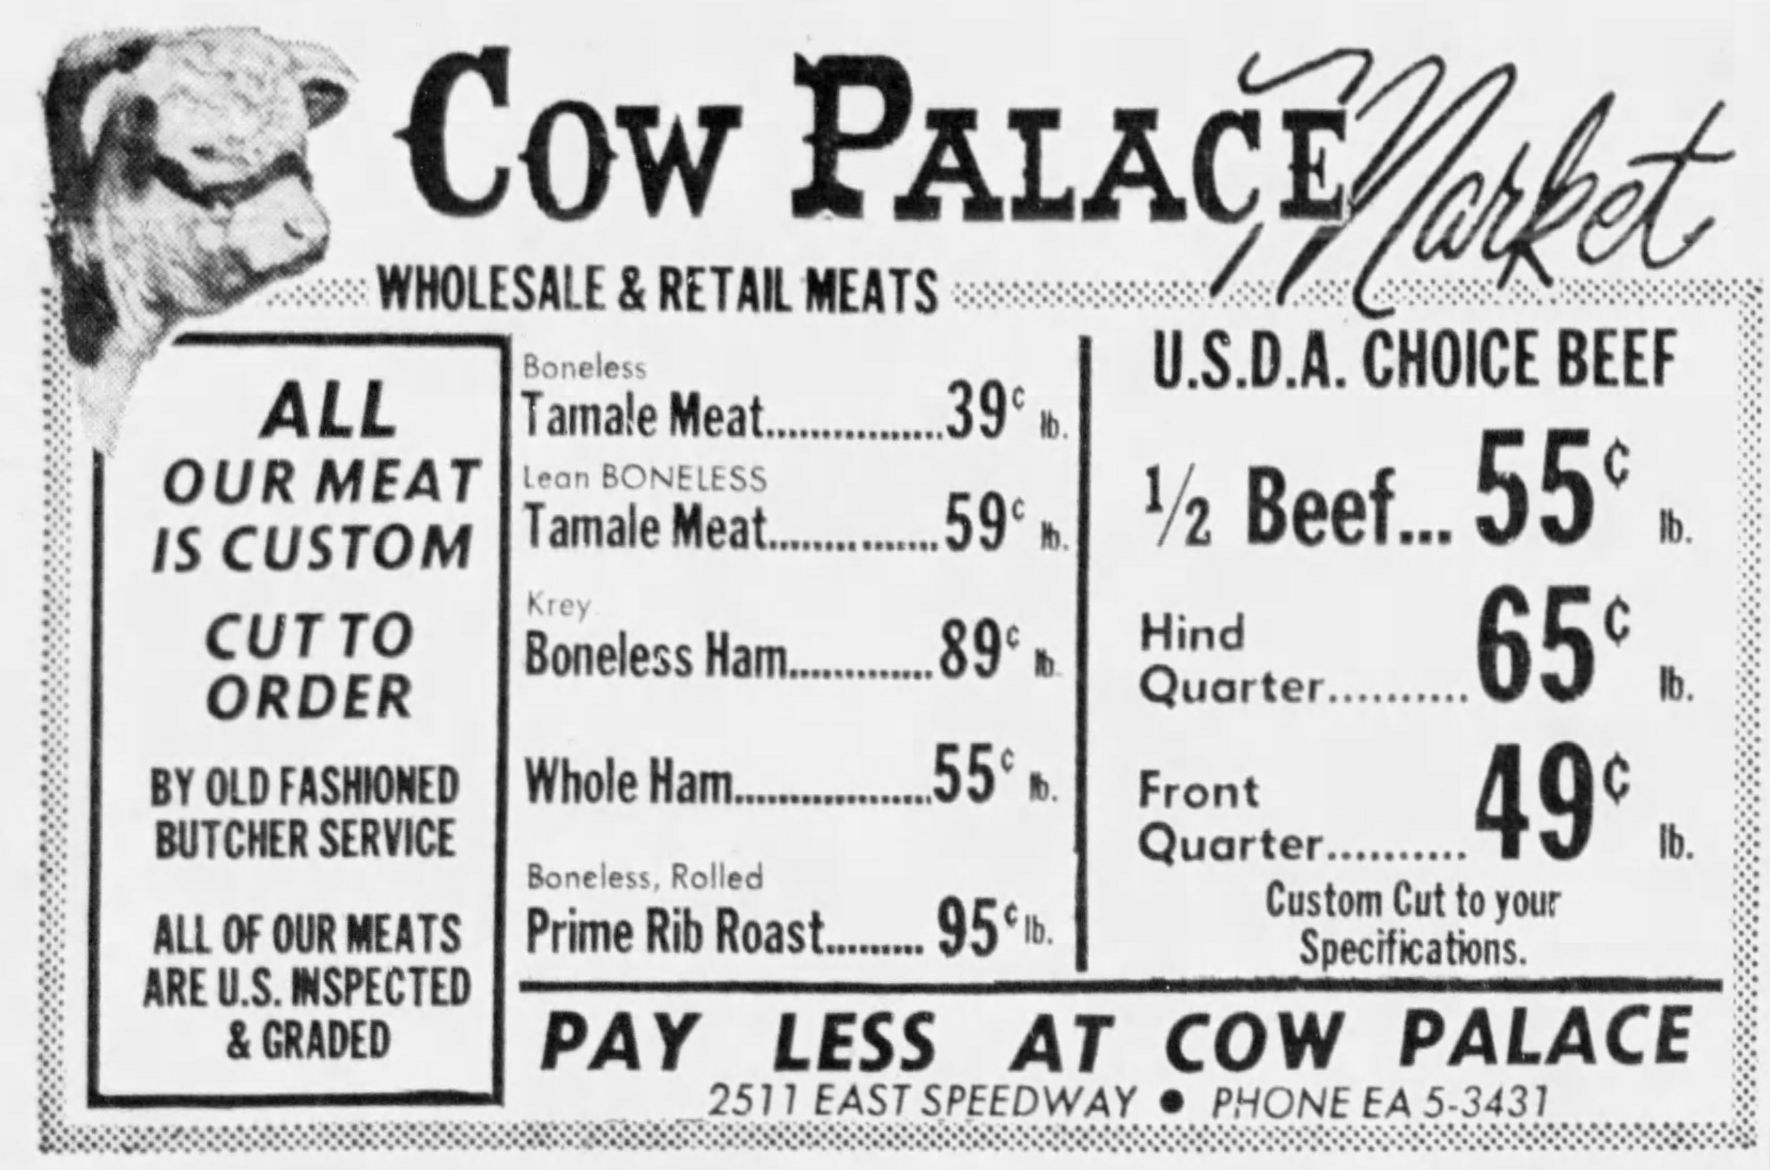 COW PALACE Market
WHOLESALE & RETAIL MEATS
ALL
OUR MEAT
IS CUSTOM
CUT TO
ORDER
BY OLD FASHIONED
BUTCHER SERVICE
ALL OF OUR MEATS
ARE U.S. INSPECTED
& GRADED
Boneless
Tamale Meat................39¢ lb.
Lean BONELESS
Tamale Meat................59¢ lb.
Krey
Boneless Ham.............89¢ lb.
Whole Ham..................55¢ lb.
Boneless, Rolled
Prime Rib Roast......... 95¢ lb.
U.S.D.A. CHOICE BEEF
1/2 Beef... 55¢ lb.
Hind
Quarter.......... 65¢ lb.
Front
Quarter.......... 49¢ lb.
Custom Cut to your
Specifications.
PAY LESS AT COW PALACE
2511 EAST SPEEDWAY ● PHONE EA 5-3431